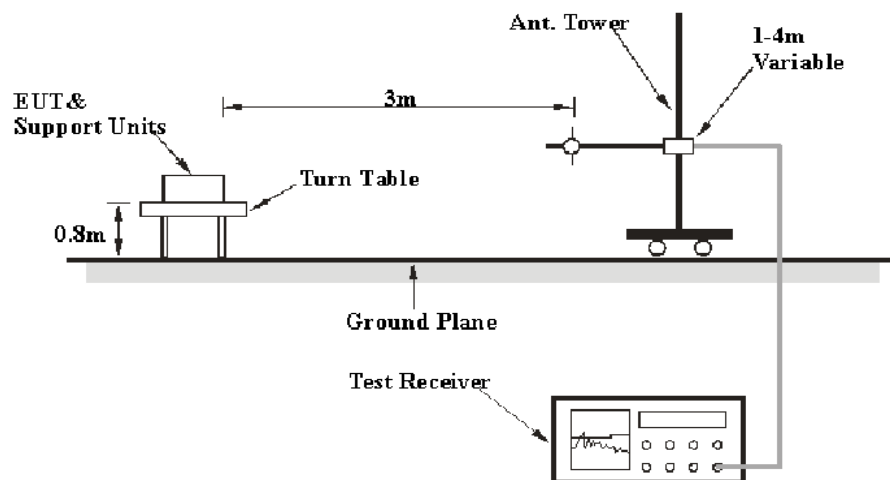 Ant. Tower
1-4m
Variable
3m
EUT &
Support Units
Turn Table
0.8m
Ground Plane
Test Receiver